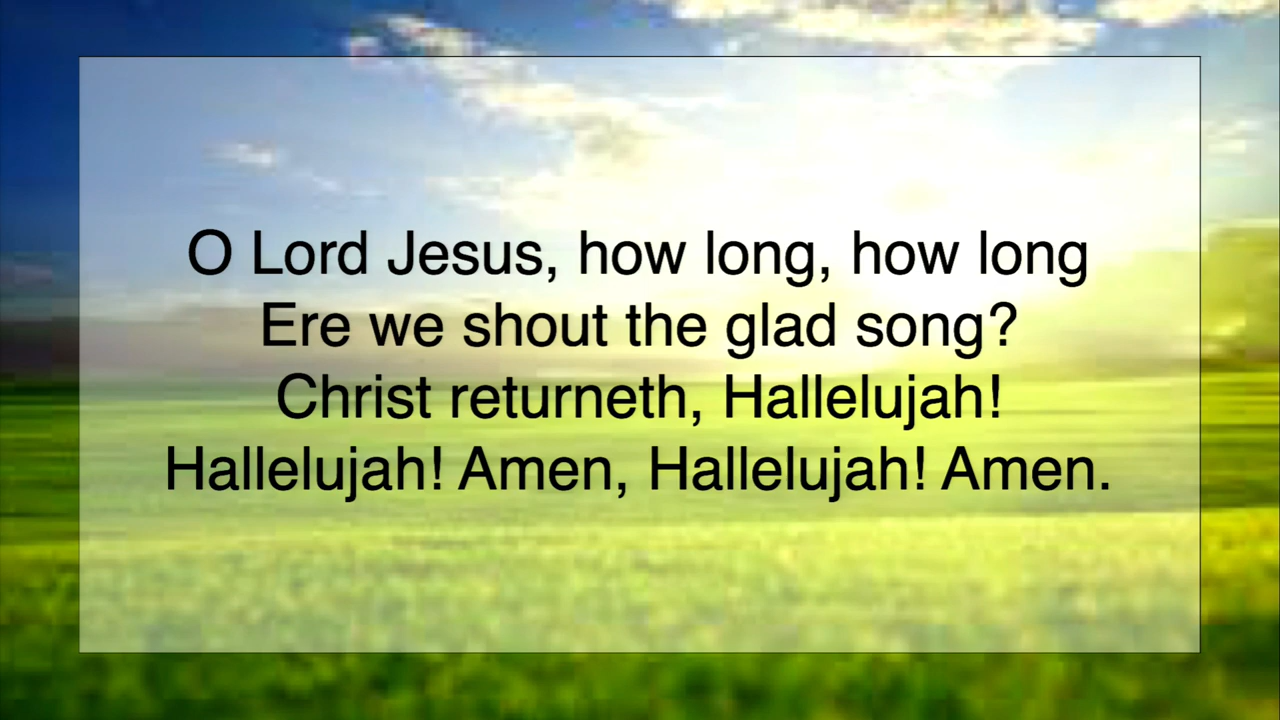 O Lord Jesus, how long, how long
Ere we shout the glad song?
Christ returneth, Hallelujah!
Hallelujah! Amen, Hallelujah! Amen.